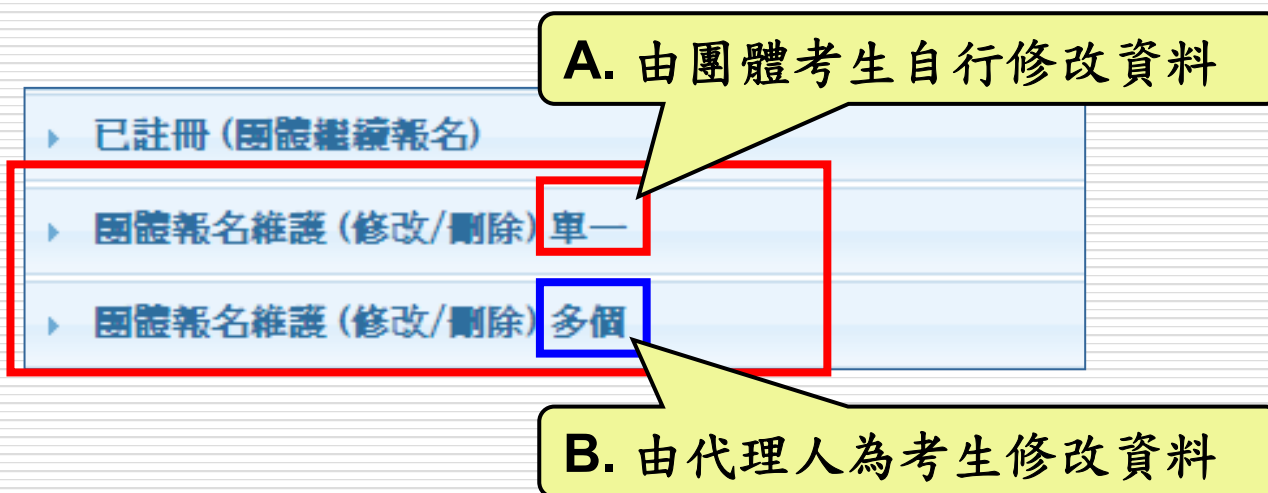 A. 由團體考生自行修改資料
已註冊 (團體繼續報名)
團體報名維護 (修改/刪除) 單一
團體報名維護 (修改/刪除) 多個
B. 由代理人為考生修改資料